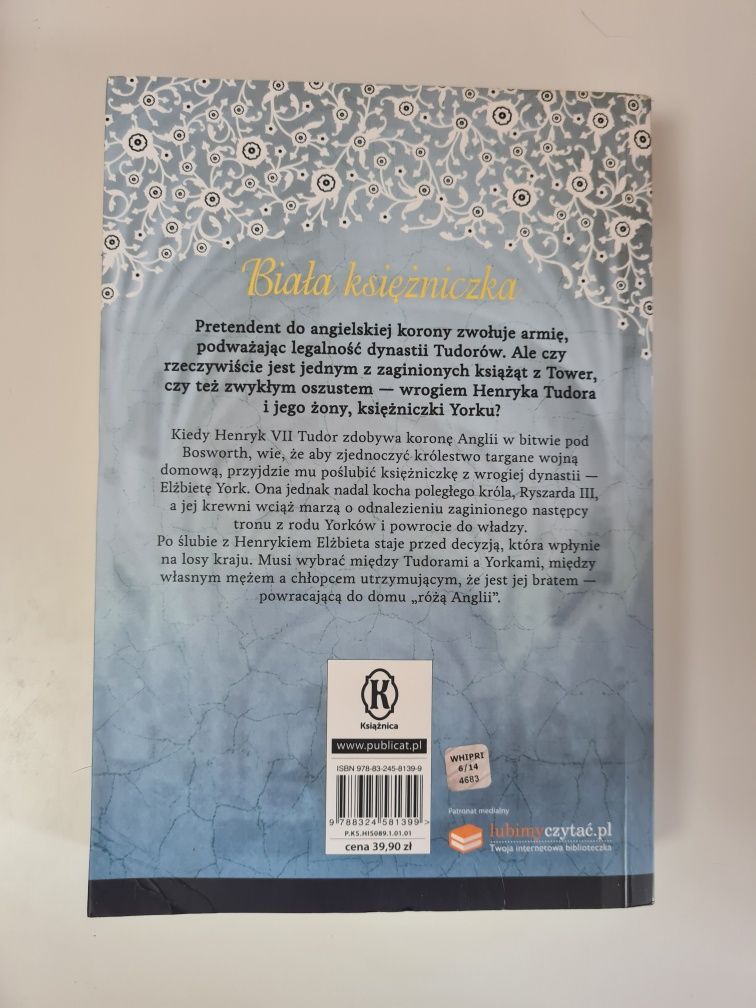 Biała księżniczka
Pretendent do angielskiej korony zwołuje armię,
podważając legalność dynastii Tudorów. Ale czy
rzeczywiście jest jednym z zaginionych książąt z Tower,
czy też zwykłym oszustem — wrogiem Henryka Tudora
i jego żony, księżniczki Yorku?
Kiedy Henryk VII Tudor zdobywa koronę Anglii w bitwie pod
Bosworth, wie, że aby zjednoczyć królestwo targane wojną
domową, przyjdzie mu poślubić księżniczkę z wrogiej dynastii —
Elżbietę York. Ona jednak nadal kocha poległego króla, Ryszarda III,
a jej krewni wciąż marzą o odnalezieniu zaginionego następcy
tronu z rodu Yorków i powrocie do władzy.
Po ślubie z Henrykiem Elżbieta staje przed decyzją, która wpłynie
na losy kraju. Musi wybrać między Tudorami a Yorkami, między
własnym mężem a chłopcem utrzymującym, że jest jej bratem —
powracającą do domu „różą Anglii”.
K
Książnica
www.publicat.pl
ISBN 978-83-245-8139-9
9 788324 581399 >
P.KS.HIS089.1.01.01
cena 39,90 zł
WHIPRI
6/14
4683
Patronat medialny
lubimyczytać.pl
Twoja internetowa biblioteczka